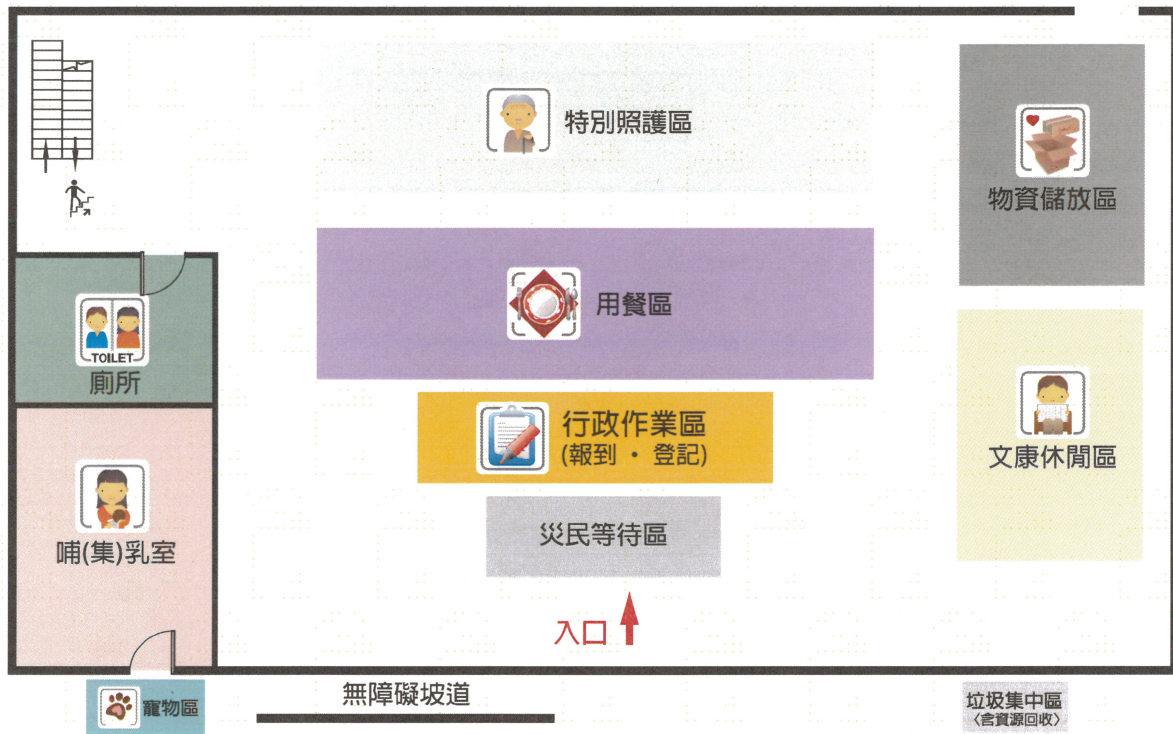 特別照護區
物資儲放區
用餐區
TOILET
廁所
行政作業區
(報到 · 登記)
文康休閒區
災民等待區
哺(集)乳室
入口
寵物區
無障礙坡道
垃圾集中區
〈含資源回收〉